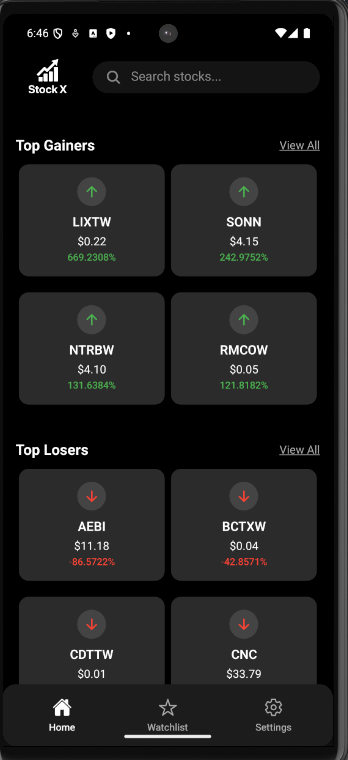 6:46
Stock X
Search stocks...
Top Gainers View All
LIXTW SONN
$0.22 $4.15
669.2308% 242.9752%
NTRBW RMCOW
$4.10 $0.05
131.6384% 121.8182%
Top Losers View All
AEBI BCTXW
$11.18 $0.04
-86.5722% -42.8571%
CDTTW CNC
$0.01 $33.79
Home Watchlist Settings